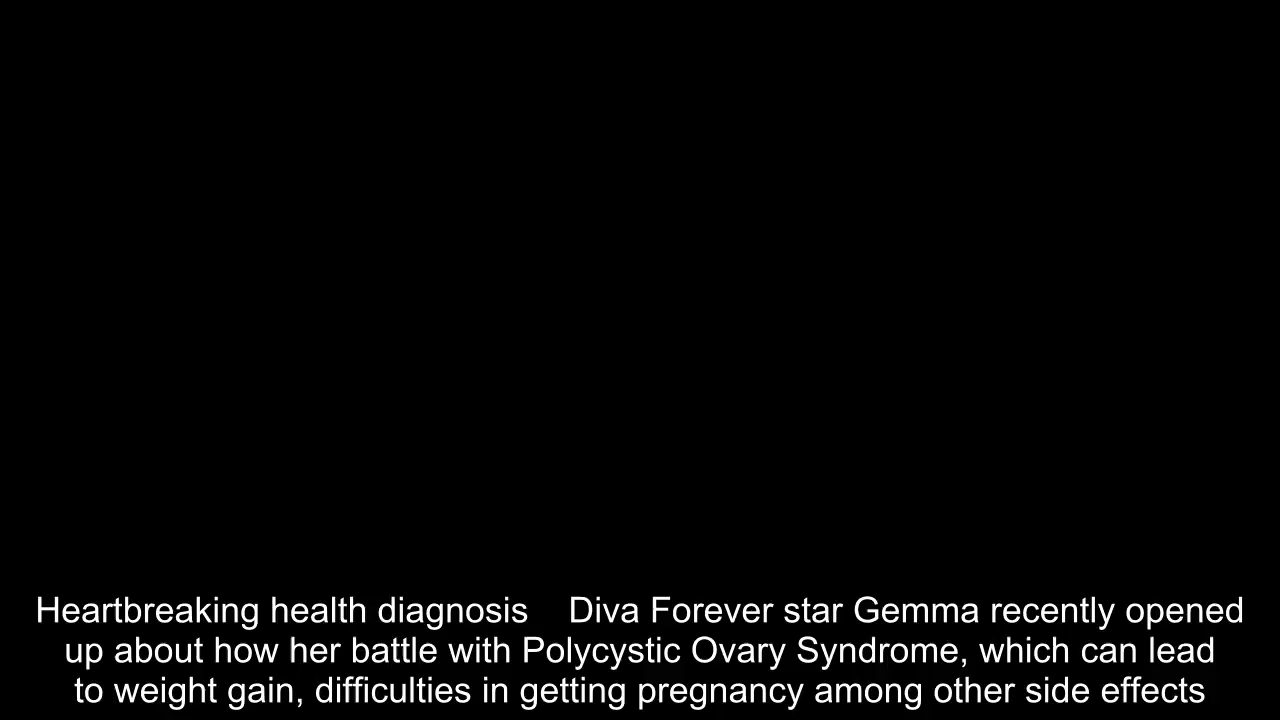 Heartbreaking health diagnosis    Diva Forever star Gemma recently opened
up about how her battle with Polycystic Ovary Syndrome, which can lead
to weight gain, difficulties in getting pregnancy among other side effects